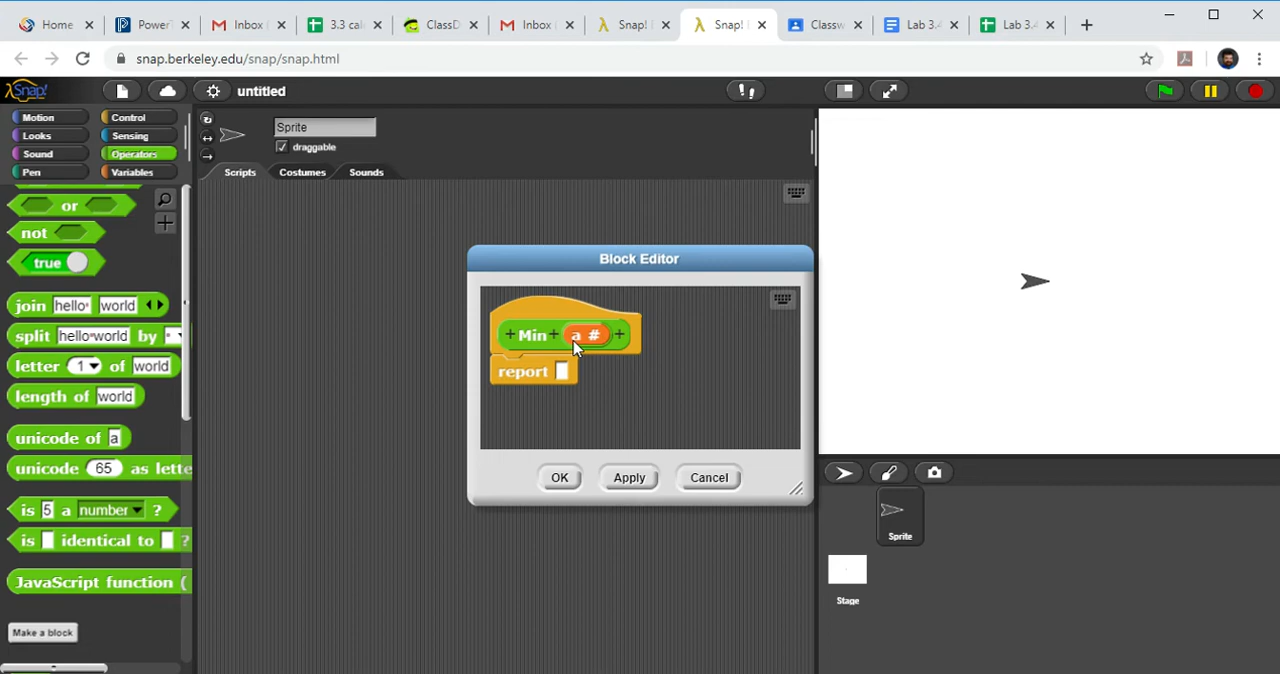 Home
PowerT
Inbox (
3.3 cal
ClassD
Inbox (
Snap! 
Snap! 
Classw
Lab 3.4
Lab 3.4
snap.berkeley.edu/snap/snap.html
Snap!
untitled
Motion
Control
Looks
Sensing
Sound
Operators
Pen
Variables
Sprite
draggable
Scripts
Costumes
Sounds
or
not
true
join hello world
split hello world by
letter 1 of world
length of world
unicode of a
unicode 65 as lette
is 5 a number ?
is identical to ?
JavaScript function (
Make a block
Block Editor
+ Min + a # +
report
OK
Apply
Cancel
Sprite
Stage